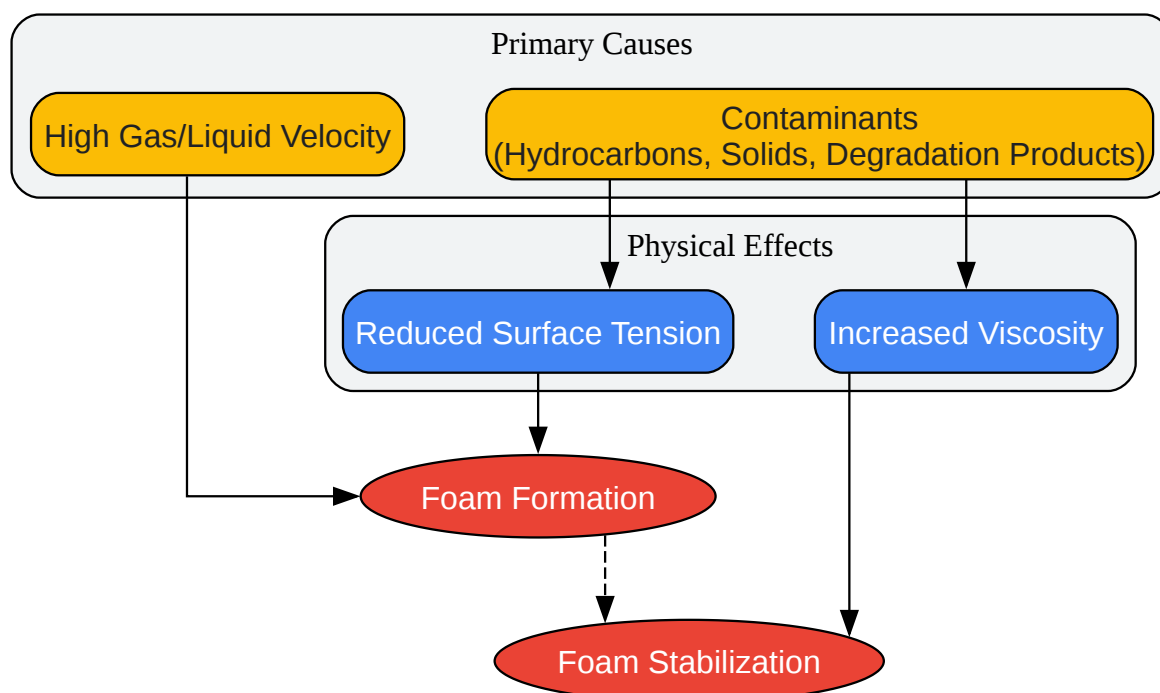 Primary Causes
High Gas/Liquid Velocity
Contaminants
(Hydrocarbons, Solids, Degradation Products)
Physical Effects
Reduced Surface Tension
Increased Viscosity
Foam Formation
Foam Stabilization